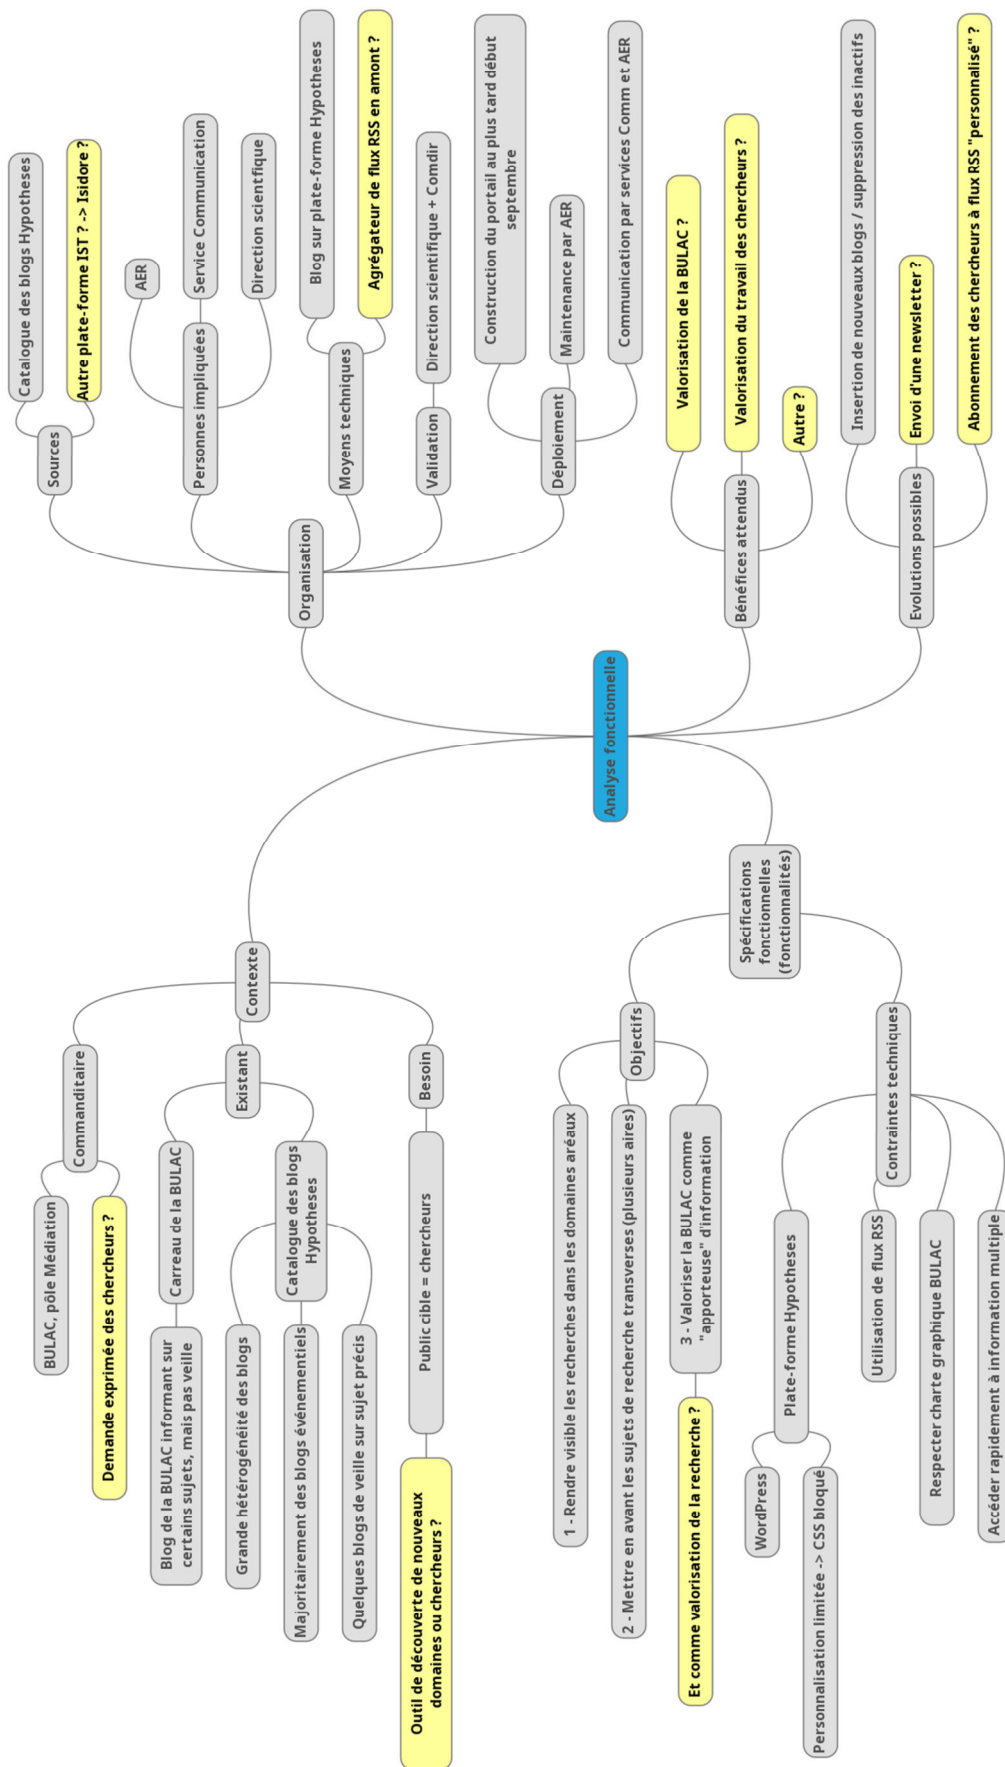 Analyse fonctionnelle
Contexte
Commanditaire
BULAC, pôle Médiation
Demande exprimée des chercheurs ?
Existant
Carreau de la BULAC
Blog de la BULAC informant sur
certains sujets, mais pas veille
Catalogue des blogs
Hypotheses
Grande hétérogénéité des blogs
Majoritairement des blogs événementiels
Quelques blogs de veille sur sujet précis
Besoin
Public cible = chercheurs
Outil de découverte de nouveaux
domaines ou chercheurs ?
Spécifications
fonctionnelles
(fonctionnalités)
Objectifs
1 - Rendre visible les recherches dans les domaines aréaux
2 - Mettre en avant les sujets de recherche transverses (plusieurs aires)
3 - Valoriser la BULAC comme
"apporteuse" d'information
Et comme valorisation de la recherche ?
Contraintes techniques
Plate-forme Hypotheses
WordPress
Personnalisation limitée -> CSS bloqué
Utilisation de flux RSS
Respecter charte graphique BULAC
Accéder rapidement à information multiple
Organisation
Sources
Catalogue des blogs Hypotheses
Autre plate-forme IST ? -> Isidore ?
Personnes impliquées
AER
Service Communication
Direction scientfique
Moyens techniques
Blog sur plate-forme Hypotheses
Agrégateur de flux RSS en amont ?
Validation
Direction scientifique + Comdir
Déploiement
Construction du portail au plus tard début
septembre
Maintenance par AER
Communication par services Comm et AER
Bénéfices attendus
Valorisation de la BULAC ?
Valorisation du travail des chercheurs ?
Autre ?
Evolutions possibles
Insertion de nouveaux blogs / suppression des inactifs
Envoi d'une newsletter ?
Abonnement des chercheurs à flux RSS "personnalisé" ?